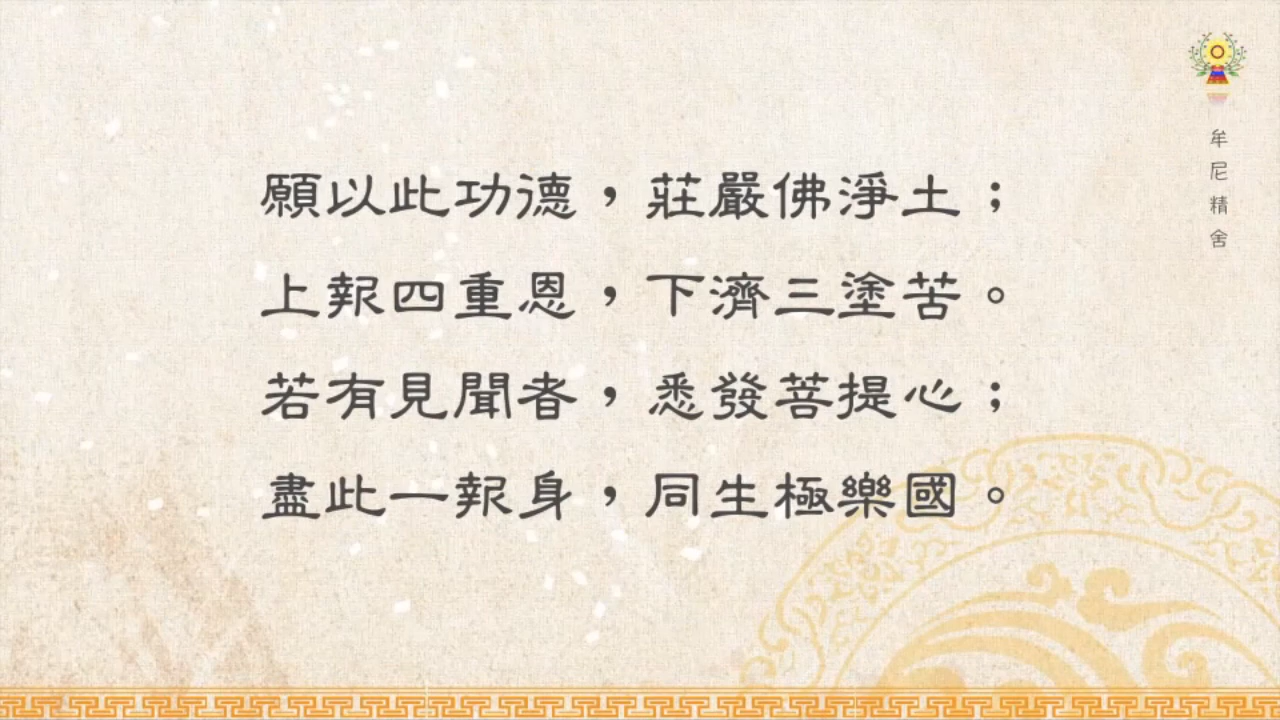 願以此功德，莊嚴佛淨土；
上報四重恩，下濟三塗苦。
若有見聞者，悉發菩提心；
盡此一報身，同生極樂國。
牟尼精舍